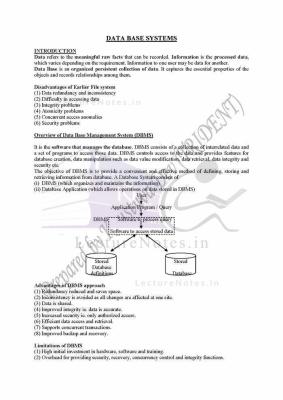 DATA BASE SYSTEMS
INTRODUCTION
Data refers to the meaningful raw facts that can be recorded. Information is the processed data,
which varies depending on the requirement. Information to one may be data for another.
Data Base is an organized persistent collection of data. It captures the essential properties of the
objects and records relationships among them.
Disadvantages of Earlier File system
(1) Data redundancy and inconsistency
(2) Difficulty in accessing data
(3) Integrity problems
(4) Atomicity problems
(5) Concurrent access anomalies
(6) Security problems
LectureNotes.in
Overview of Data Base Management System (DBMS)
It is the software that manages the database. DBMS consists of a collection of interrelated data and
a set of programs to access those data. DBMS controls access to the data and provides features for
database creation, data manipulation such as data value modification, data retrieval, data integrity and
security etc.
The objective of DBMS is to provide a convenient and effective method of defining, storing and
retrieving information from database. A Database System consists of
(i) DBMS (which organizes and maintains the information)
(ii) Database Application (which allows operations on data stored in DBMS)
Users
Application Program / Query
DBMS Software to process query
Software to access stored data
LectureNotes.in
Stored Database definitions
Stored Database
Prepared by
LectureNotes.in
Advantages of DBMS approach
(1) Redundancy reduced and saves space.
(2) Inconsistency is avoided as all changes are affected at one site.
(3) Data is shared.
(4) Improved integrity ie. data is accurate.
(5) Increased security ie. only authorized access.
(6) Efficient data access and retrieval.
(7) Supports concurrent transactions.
(8) Improved backup and recovery.
Limitations of DBMS
(1) High initial investment in hardware, software and training.
(2) Overhead for providing security, recovery, concurrency control and integrity functions.